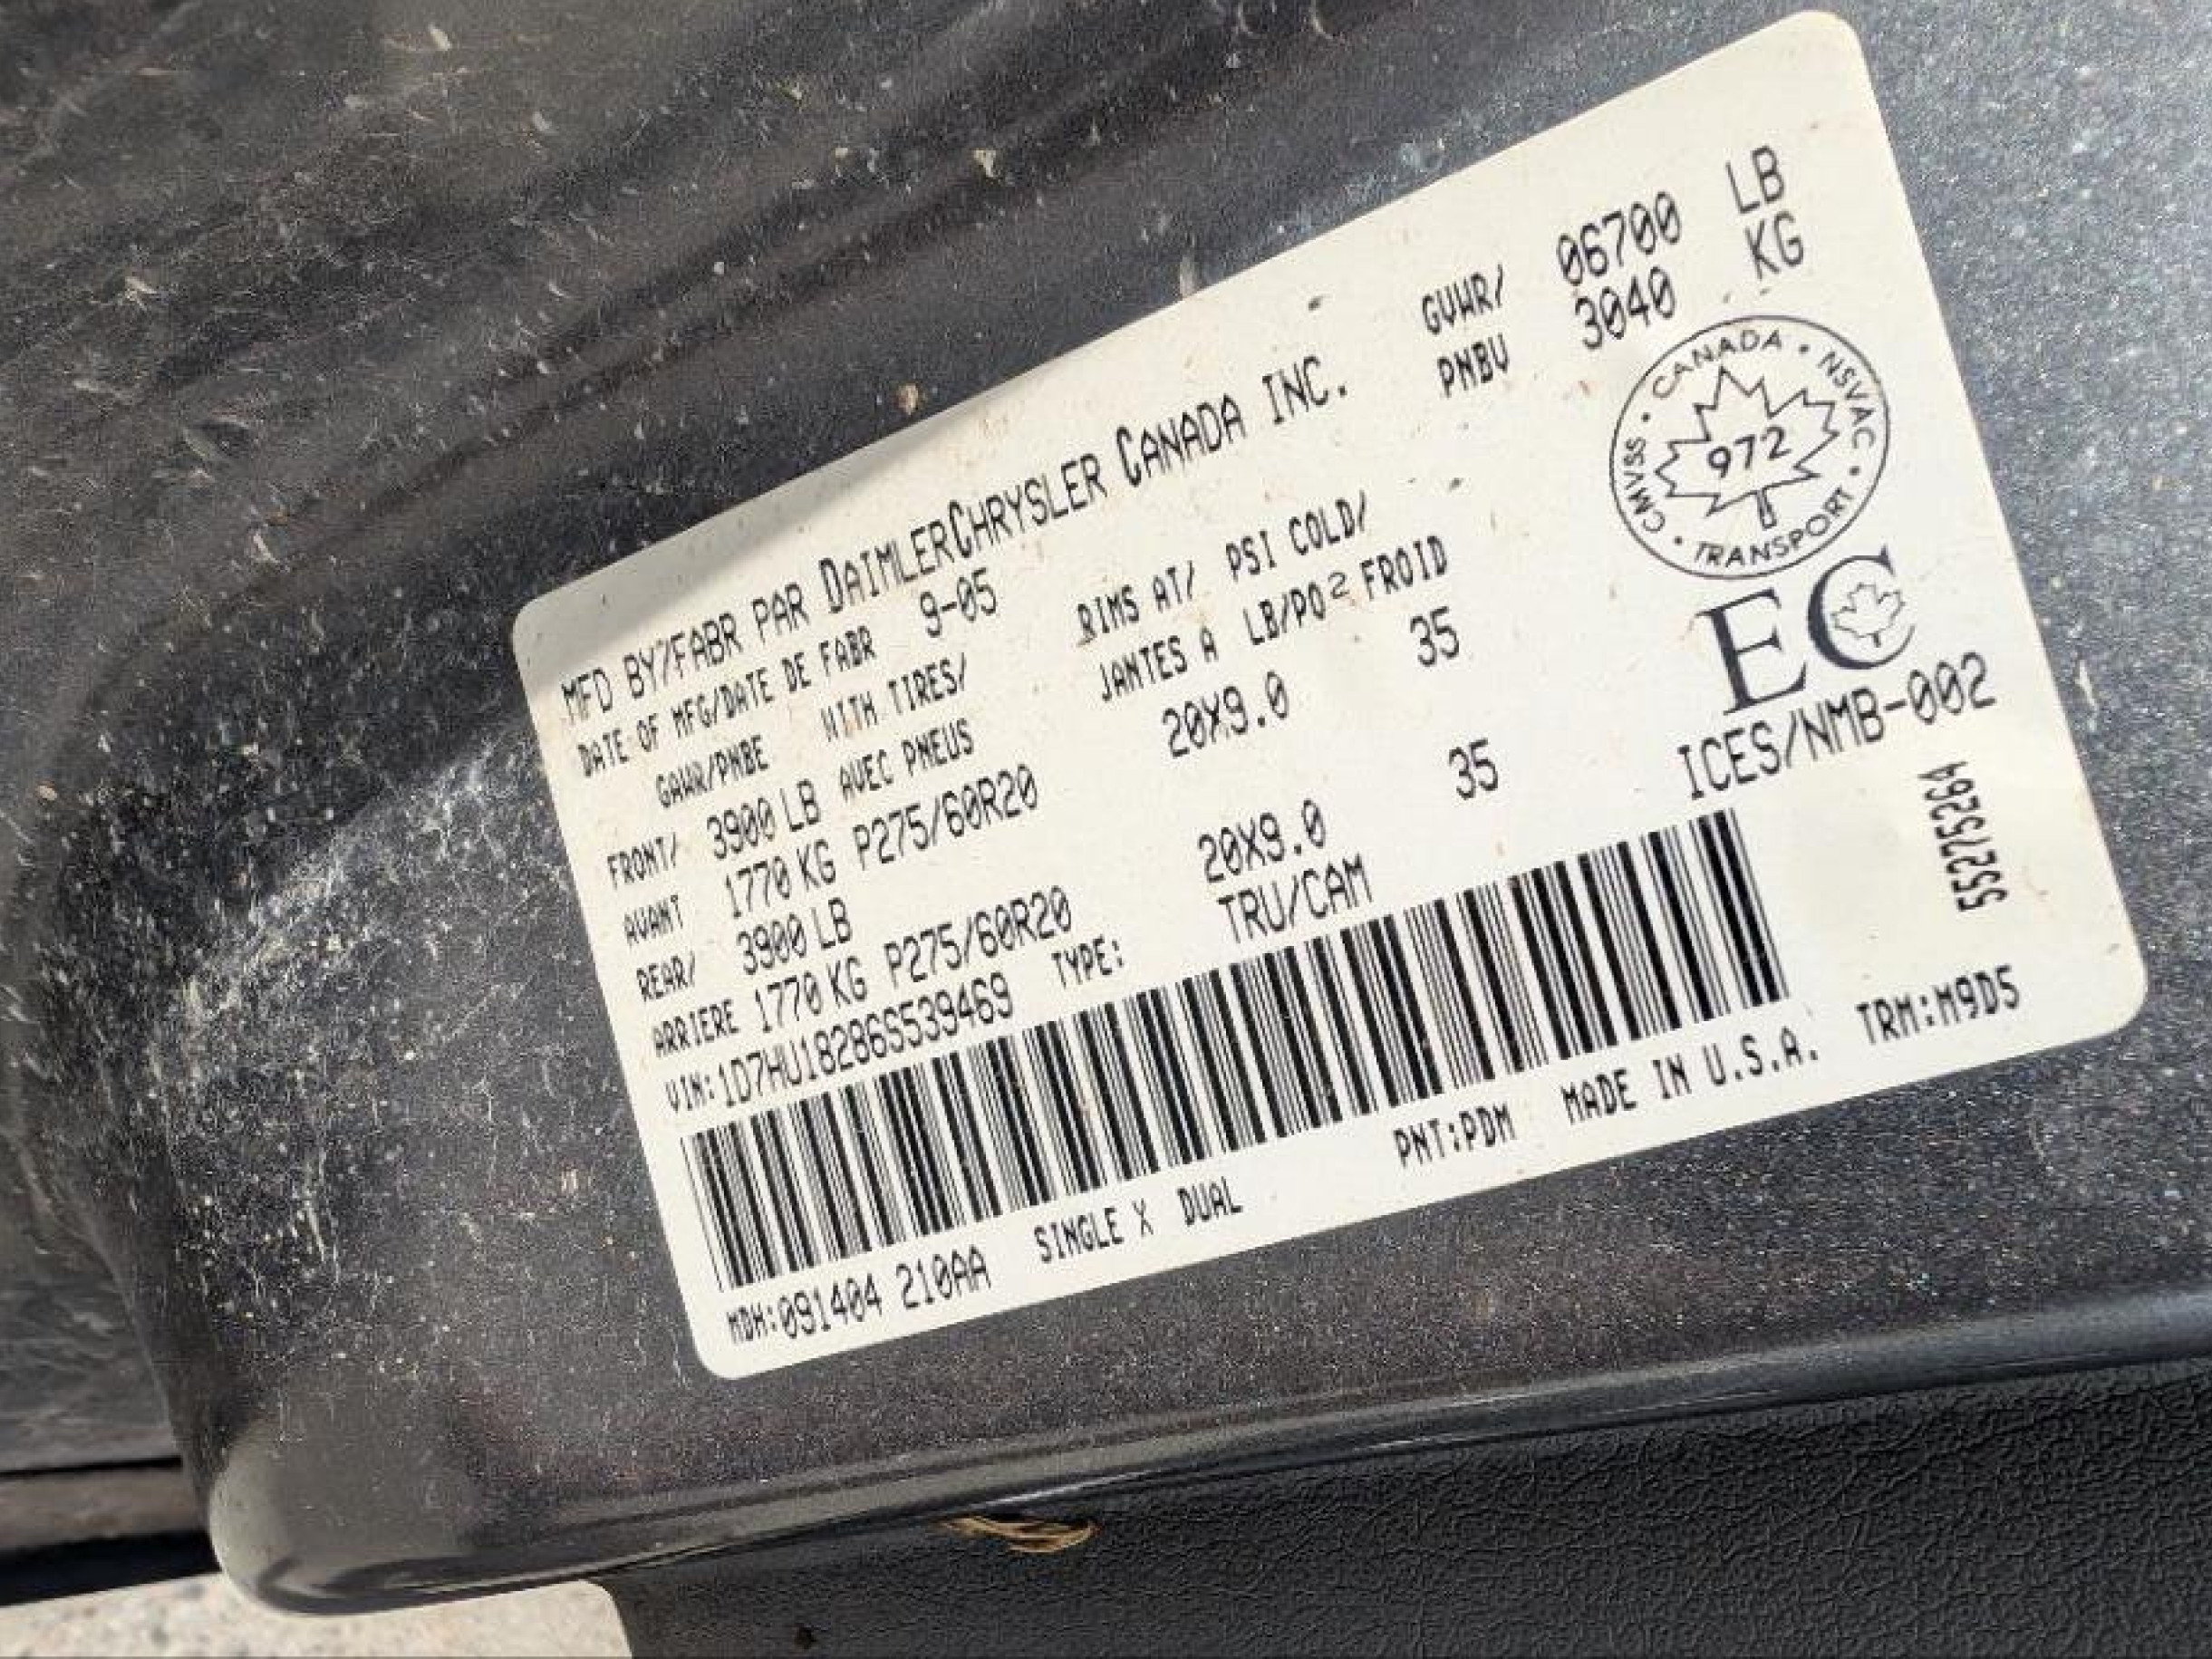 GVWR/ 06700 LB
PNBV 3040 KG
MFD BY/FABR PAR DAIMLERCHRYSLER CANADA INC.
DATE OF MFG/DATE DE FABR 9-05
GAWR/PNBE WITH TIRES/ RIMS AT/ PSI COLD/
AVEC PNEUS JANTES A LB/PO² FROID
FRONT/ 3900 LB
AVANT 1770 KG P275/60R20 20X9.0 35
REAR/ 3900 LB
ARRIERE 1770 KG P275/60R20 20X9.0 35
VIN:1D7HU18286S539469 TYPE: TRU/CAM
CANADA • NSVAC • TRANSPORT • CMVSS •
972
EC
ICES/NMB-002
55275264
MDH:091404 210AA SINGLE X DUAL PNT:PDM MADE IN U.S.A. TRM:M9D5